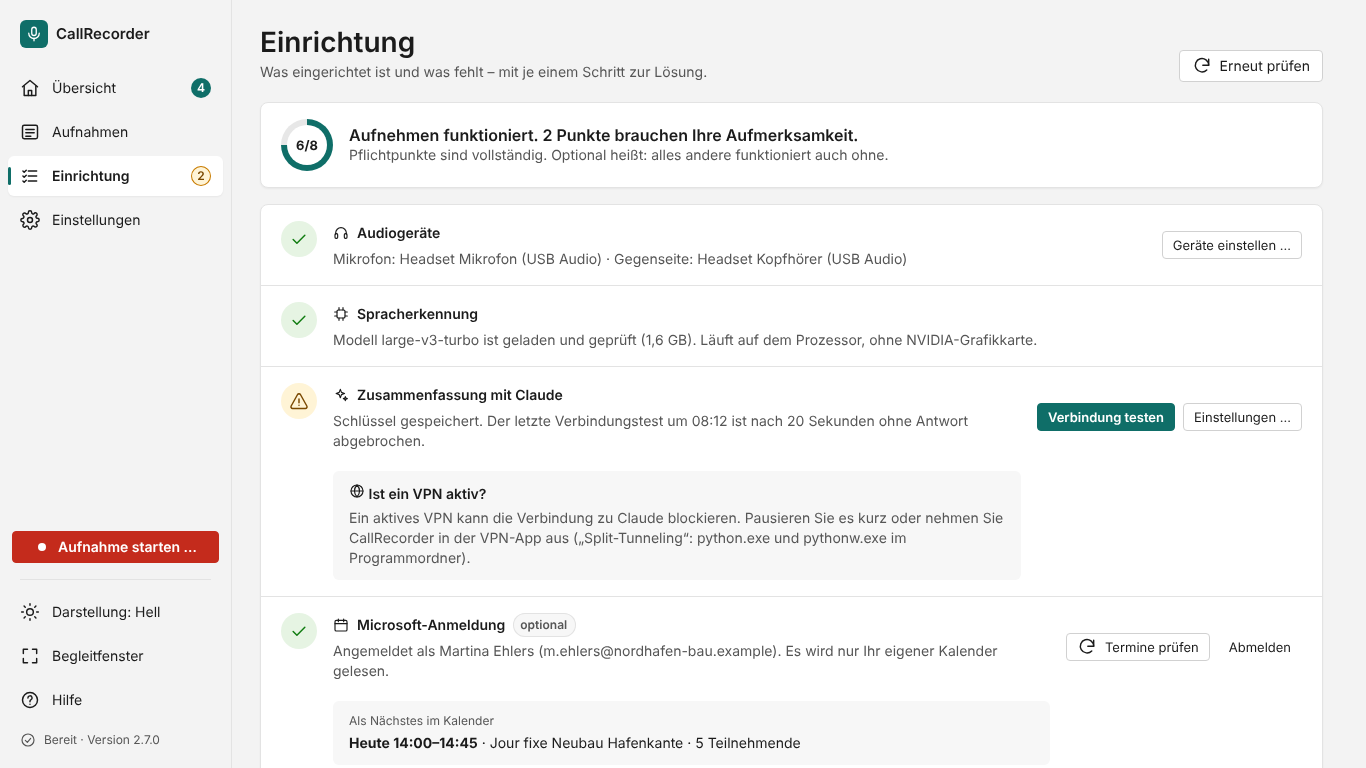 CallRecorder
Übersicht 4
Aufnahmen
Einrichtung 2
Einstellungen
Aufnahme starten ...
Darstellung: Hell
Begleitfenster
Hilfe
Bereit · Version 2.7.0
Einrichtung
Was eingerichtet ist und was fehlt – mit je einem Schritt zur Lösung.
Erneut prüfen
6/8
Aufnehmen funktioniert. 2 Punkte brauchen Ihre Aufmerksamkeit.
Pflichtpunkte sind vollständig. Optional heißt: alles andere funktioniert auch ohne.
Audiogeräte
Mikrofon: Headset Mikrofon (USB Audio) · Gegenseite: Headset Kopfhörer (USB Audio)
Geräte einstellen ...
Spracherkennung
Modell large-v3-turbo ist geladen und geprüft (1,6 GB). Läuft auf dem Prozessor, ohne NVIDIA-Grafikkarte.
Zusammenfassung mit Claude
Schlüssel gespeichert. Der letzte Verbindungstest um 08:12 ist nach 20 Sekunden ohne Antwort
abgebrochen.
Verbindung testen
Einstellungen ...
Ist ein VPN aktiv?
Ein aktives VPN kann die Verbindung zu Claude blockieren. Pausieren Sie es kurz oder nehmen Sie
CallRecorder in der VPN-App aus („Split-Tunneling“: python.exe und pythonw.exe im
Programmordner).
Microsoft-Anmeldung optional
Angemeldet als Martina Ehlers (m.ehlers@nordhafen-bau.example). Es wird nur Ihr eigener Kalender
gelesen.
Termine prüfen
Abmelden
Als Nächstes im Kalender
Heute 14:00–14:45 · Jour fixe Neubau Hafenkante · 5 Teilnehmende